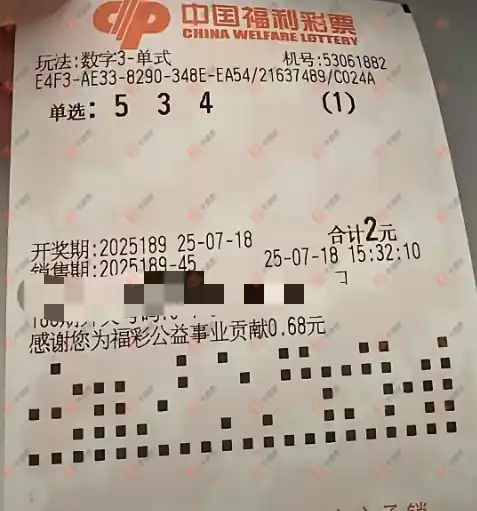 中国福利彩票
CHINA WELFARE LOTTERY
玩法:数字3-单式 机号:53061882
E4F3-AE33-8290-348E-EA54/21637489/C024A
单选: 5 3 4 (1)
开奖期:2025189 25-07-18 合计2元
销售期:2025189-45 25-07-18 15:32:10
感谢您为福彩公益事业贡献0.68元